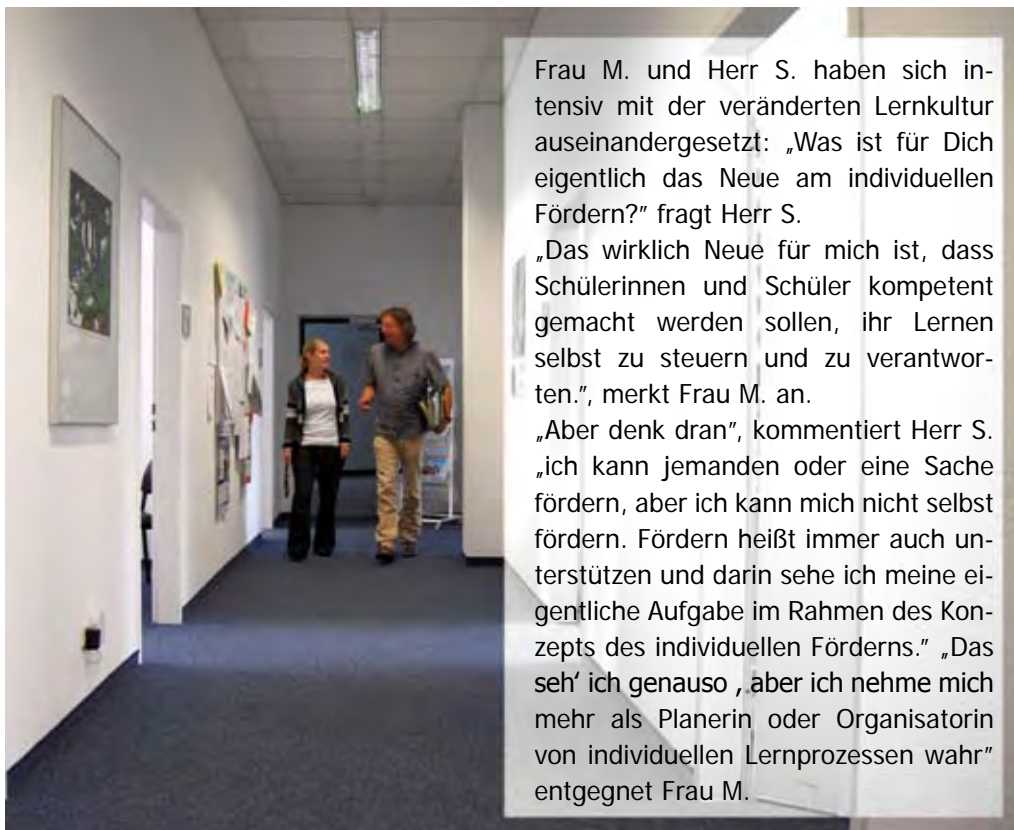 Frau M. und Herr S. haben sich in-
tensiv mit der veränderten Lernkultur
auseinandergesetzt: „Was ist für Dich
eigentlich das Neue am individuellen
Fördern?” fragt Herr S.
„Das wirklich Neue für mich ist, dass
Schülerinnen und Schüler kompetent
gemacht werden sollen, ihr Lernen
selbst zu steuern und zu verantwor-
ten.”, merkt Frau M. an.
„Aber denk dran”, kommentiert Herr S.
„ich kann jemanden oder eine Sache
fördern, aber ich kann mich nicht selbst
fördern. Fördern heißt immer auch un-
terstützen und darin sehe ich meine ei-
gentliche Aufgabe im Rahmen des Kon-
zepts des individuellen Förderns.” „Das
seh’ ich genauso , aber ich nehme mich
mehr als Planerin oder Organisatorin
von individuellen Lernprozessen wahr”
entgegnet Frau M.